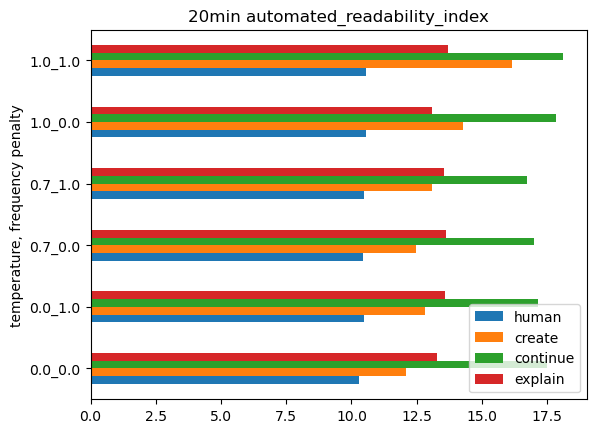 20min automated_readability_index
temperature, frequency penalty
1.0_1.0
1.0_0.0
0.7_1.0
0.7_0.0
0.0_1.0
0.0_0.0
human
create
continue
explain
0.0 2.5 5.0 7.5 10.0 12.5 15.0 17.5